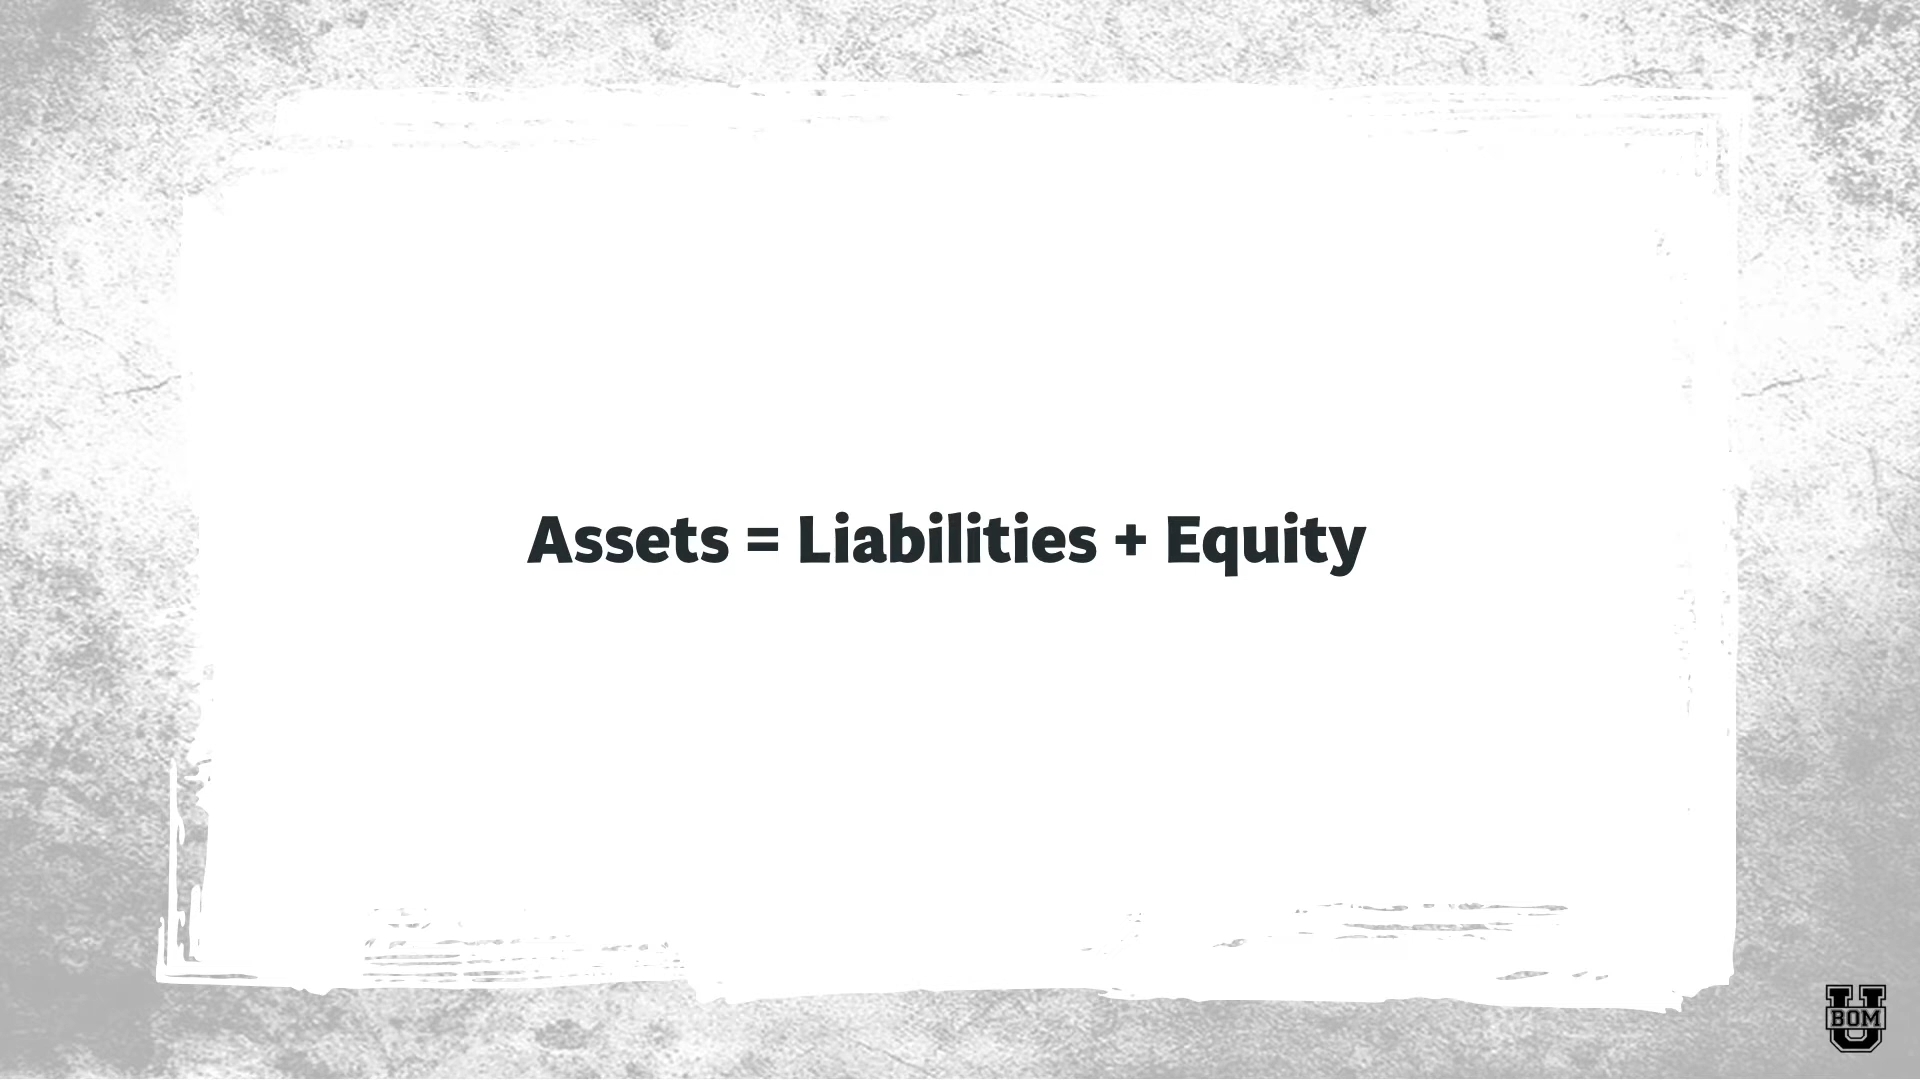 Assets = Liabilities + Equity
U
BOM